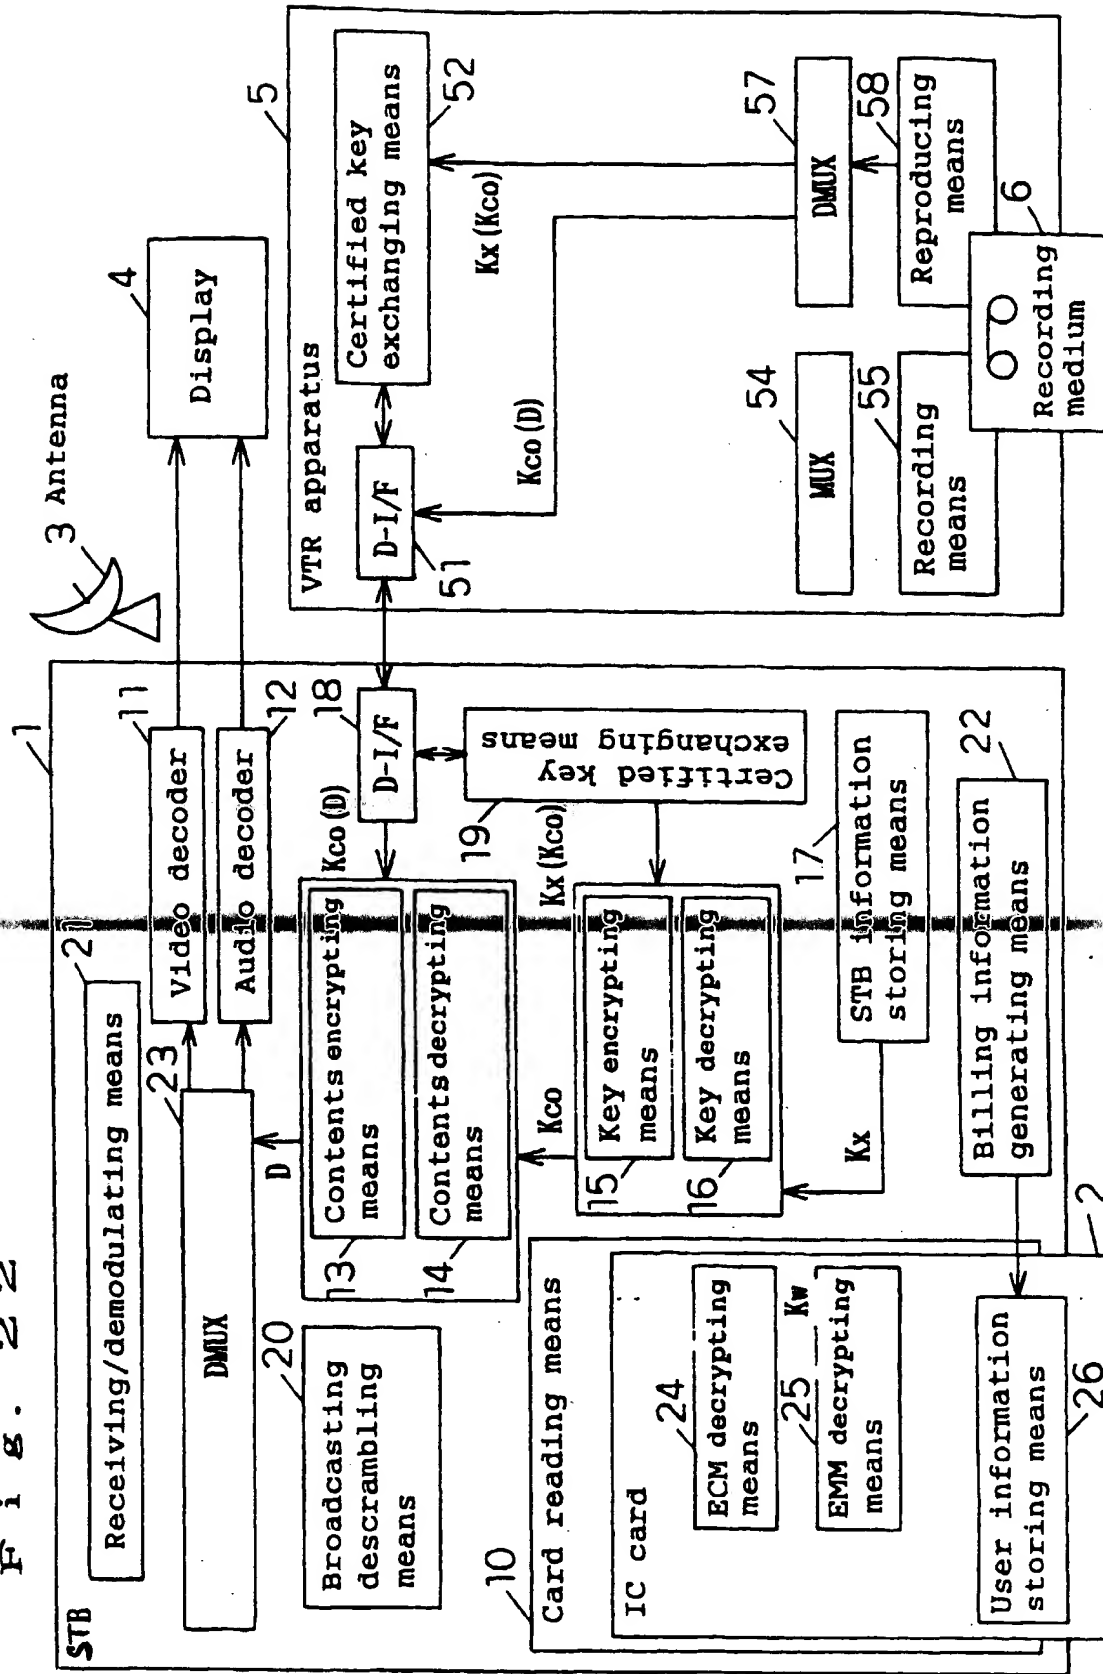 Fig. 22
STB
1
Receiving/demodulating means
21
DMUX
23
Video decoder
11
Audio decoder
12
3 Antenna
Display
4
Broadcasting
descrambling
means
20
D
Contents encrypting
means
13
Contents decrypting
means
14
Kco(D)
D-I/F
18
Certified key
exchanging means
19
Kx(Kco)
Kco
Key encrypting
means
15
Key decrypting
means
16
Kx
STB information
storing means
17
Billing information
generating means
22
10
Card reading means
IC card
2
24
ECM decrypting
means
25
Kw
EMM decrypting
means
User information
storing means
26
VTR apparatus
5
D-I/F
51
Certified key
exchanging means
52
Kx(Kco)
Kco(D)
MUX
54
DMUX
57
Recording
means
55
Reproducing
means
58
Recording
medium
6